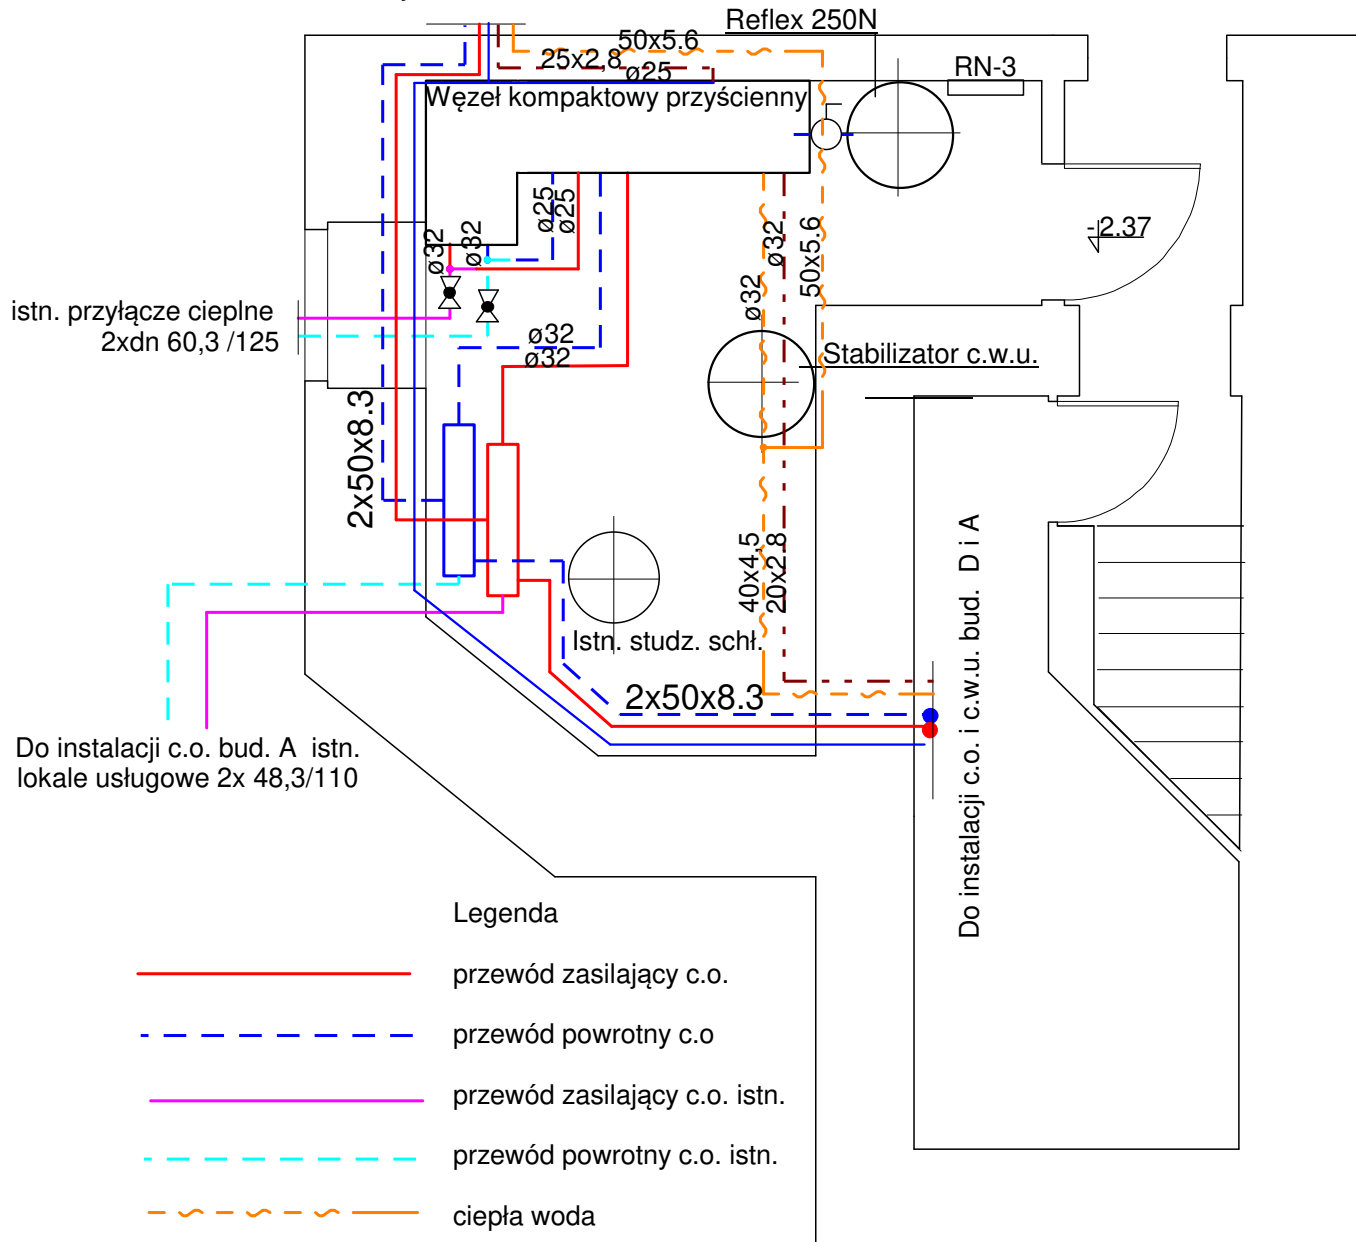 Reflex 250N
50x5.6
25x2,8
ø25
RN-3
Węzeł kompaktowy przyścienny
ø25
ø25
ø32
ø32
ø32
ø32
50x5.6
-2.37
istn. przyłącze cieplne
2xdn 60,3 /125
ø32
ø32
Stabilizator c.w.u.
2x50x8.3
40x4,5
20x2.8
Istn. studz. schł.
2x50x8.3
Do instalacji c.o. i c.w.u. bud. D i A
Do instalacji c.o. bud. A istn.
lokale usługowe 2x 48,3/110
Legenda
przewód zasilający c.o.
przewód powrotny c.o
przewód zasilający c.o. istn.
przewód powrotny c.o. istn.
ciepła woda